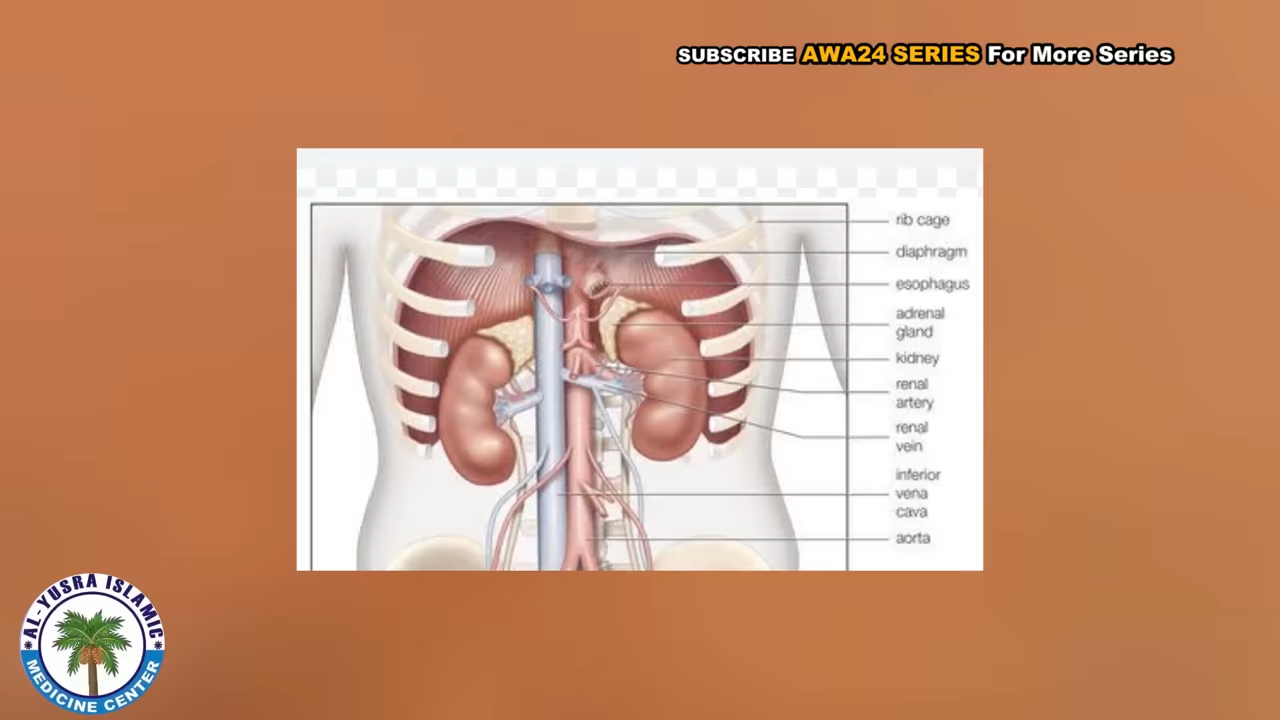 SUBSCRIBE AWA24 SERIES For More Series
rib cage
diaphragm
esophagus
adrenal
gland
kidney
renal
artery
renal
vein
inferior
vena
cava
aorta
AL-YUSRA ISLAMIC
MEDICINE CENTER